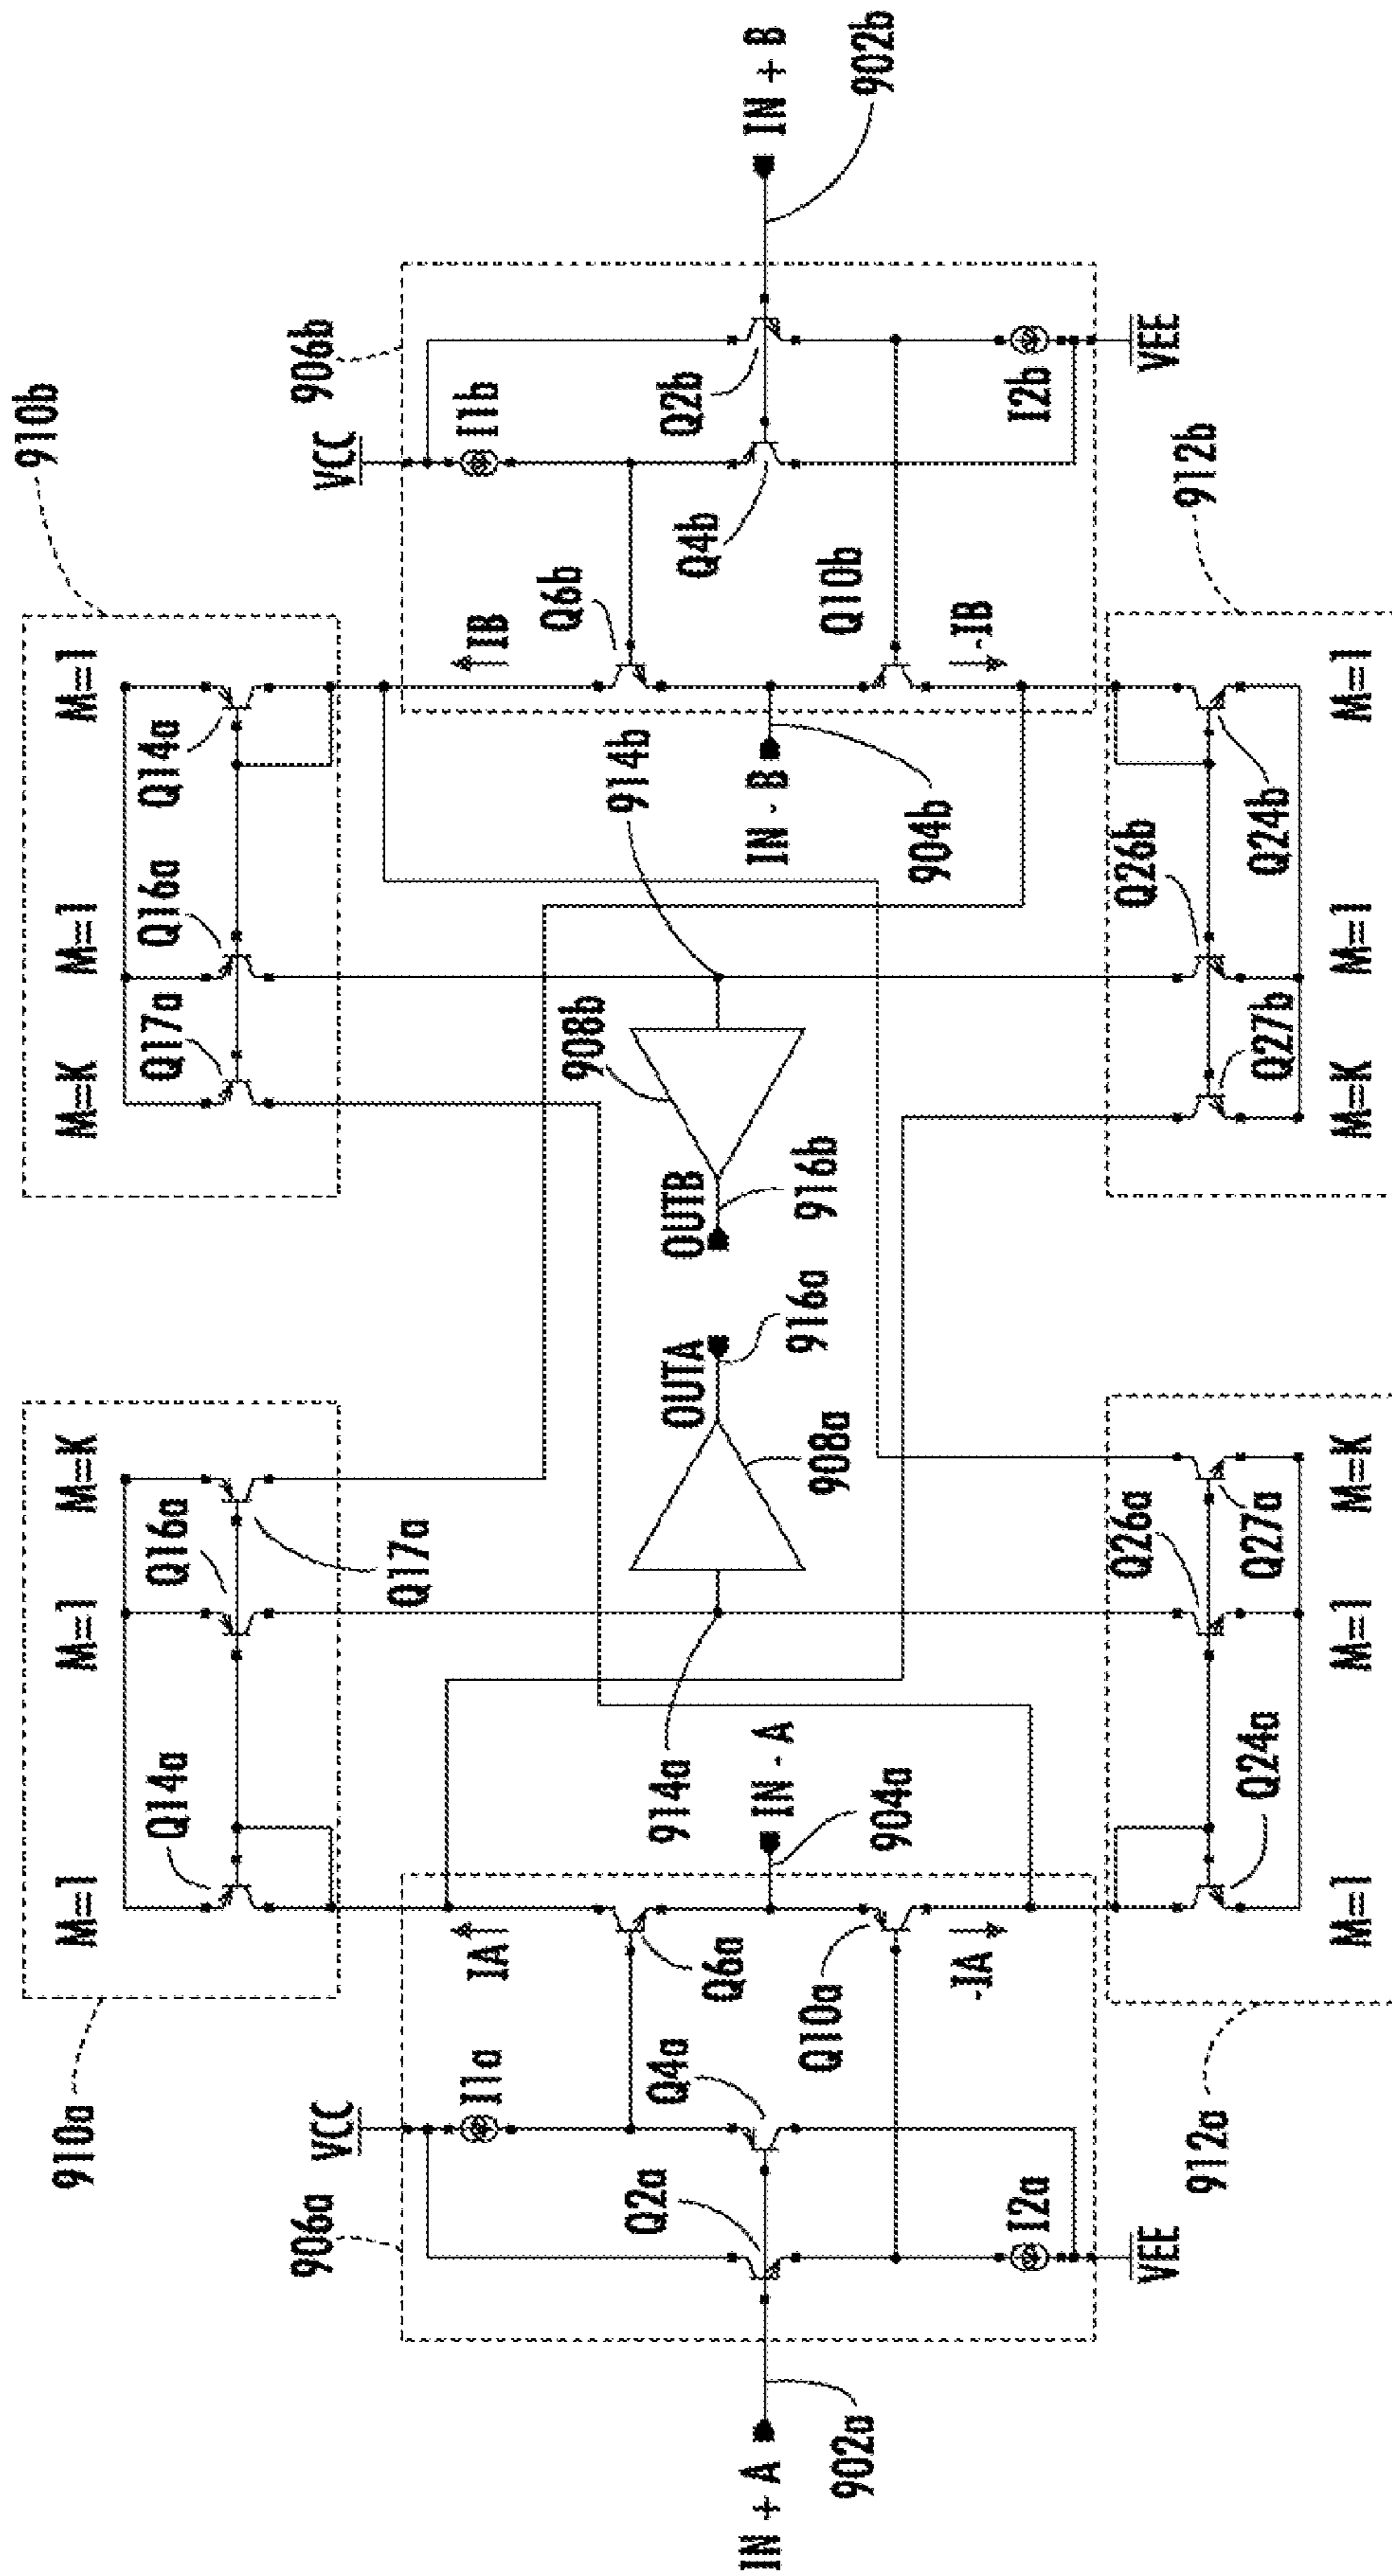 910a
M=1
M=1
M=K
Q14a
Q16a
Q17a
M=K
M=1
M=1
Q17a
Q16a
Q14a
910b
906a
VCC
I1a
Q2a
Q4a
IA
Q6a
IN + A
902a
Q10a
-IA
I2a
VEE
IN - A
904a
914a
OUTA
908a
916a
OUTB
916b
908b
914b
IN - B
904b
IB
Q6b
VCC
I1b
906b
Q4b
Q2b
IN + B
902b
Q10b
-IB
I2b
VEE
912a
Q24a
Q26a
Q27a
M=1
M=1
M=K
Q27b
Q26b
Q24b
M=K
M=1
M=1
912b